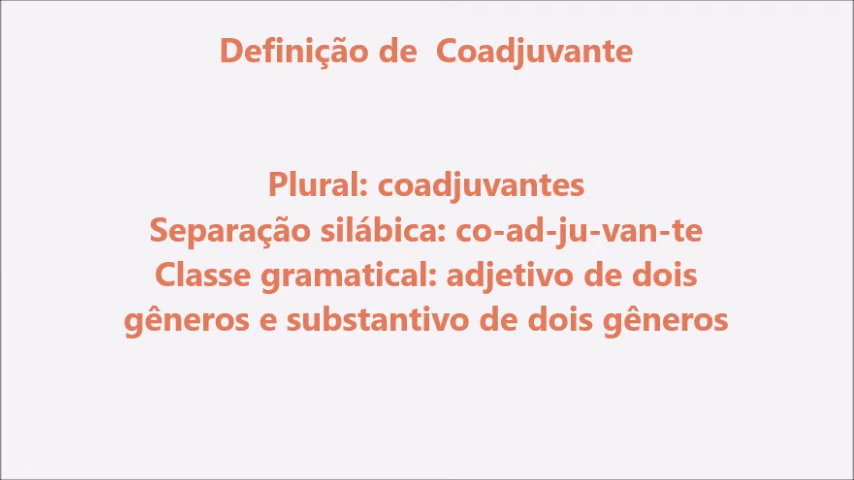 Definição de  Coadjuvante
Plural: coadjuvantes
Separação silábica: co-ad-ju-van-te
Classe gramatical: adjetivo de dois
gêneros e substantivo de dois gêneros